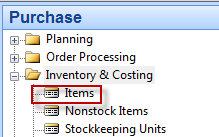 Purchase
Planning
Order Processing
Inventory & Costing
Items
Nonstock Items
Stockkeeping Units